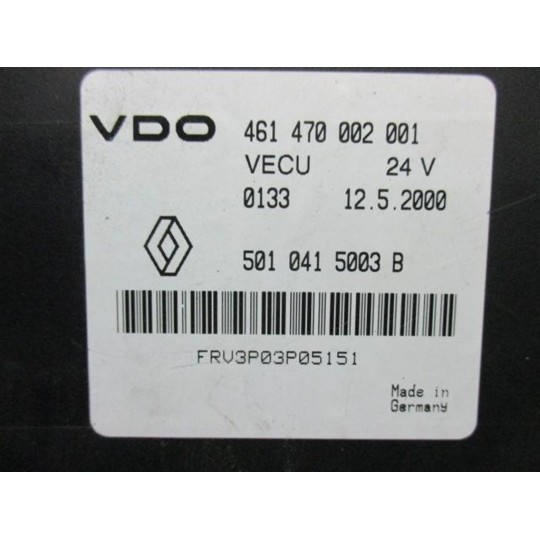 VDO 461 470 002 001
VECU 24 V
0133 12.5.2000
501 041 5003 B
FRV3P03P05151
Made in
Germany